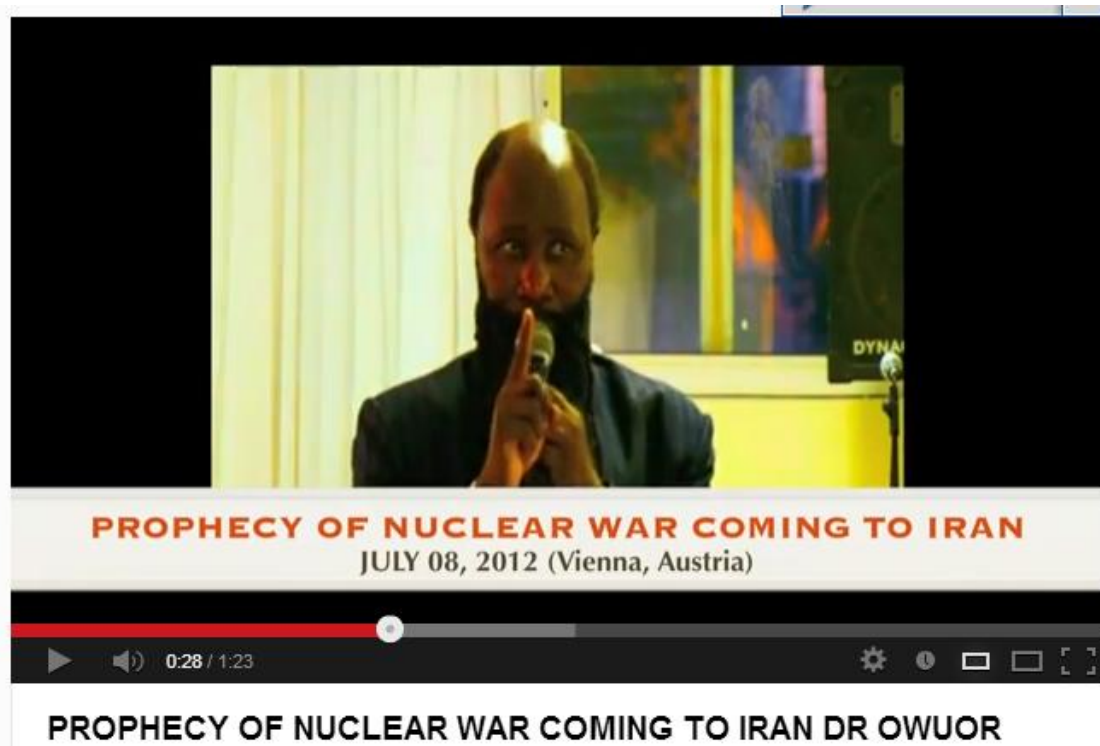 DYNA
PROPHECY OF NUCLEAR WAR COMING TO IRAN
JULY 08, 2012 (Vienna, Austria)
0:28 / 1:23
PROPHECY OF NUCLEAR WAR COMING TO IRAN DR OWUOR